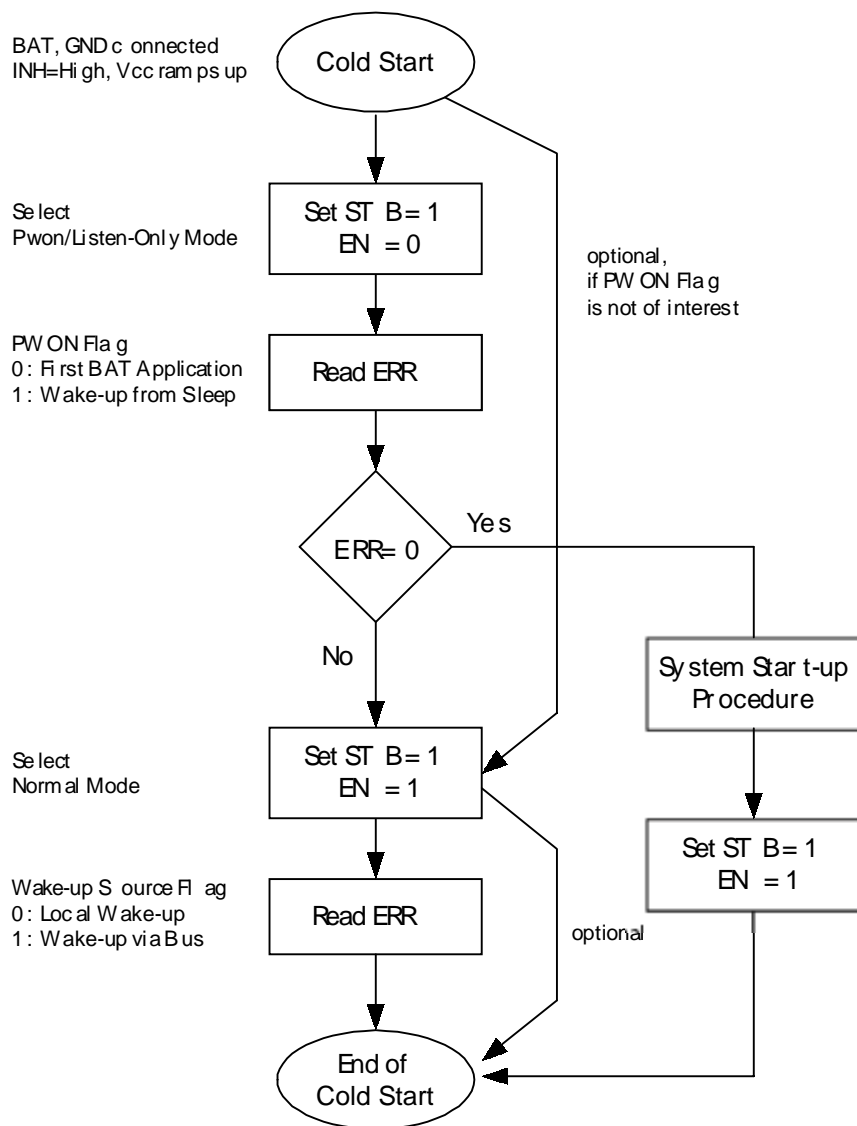 BAT, GND connected
INH=High, Vcc ramps up
Cold Start
Select
Pwon/Listen-Only Mode
Set STB=1
EN = 0
optional,
if PWON Flag
is not of interest
PWON Flag
0: First BAT Application
1: Wake-up from Sleep
Read ERR
ERR=0
Yes
No
System Start-up
Procedure
Select
Normal Mode
Set STB=1
EN = 1
Set STB=1
EN = 1
Wake-up Source Flag
0: Local Wake-up
1: Wake-up via Bus
Read ERR
optional
End of
Cold Start